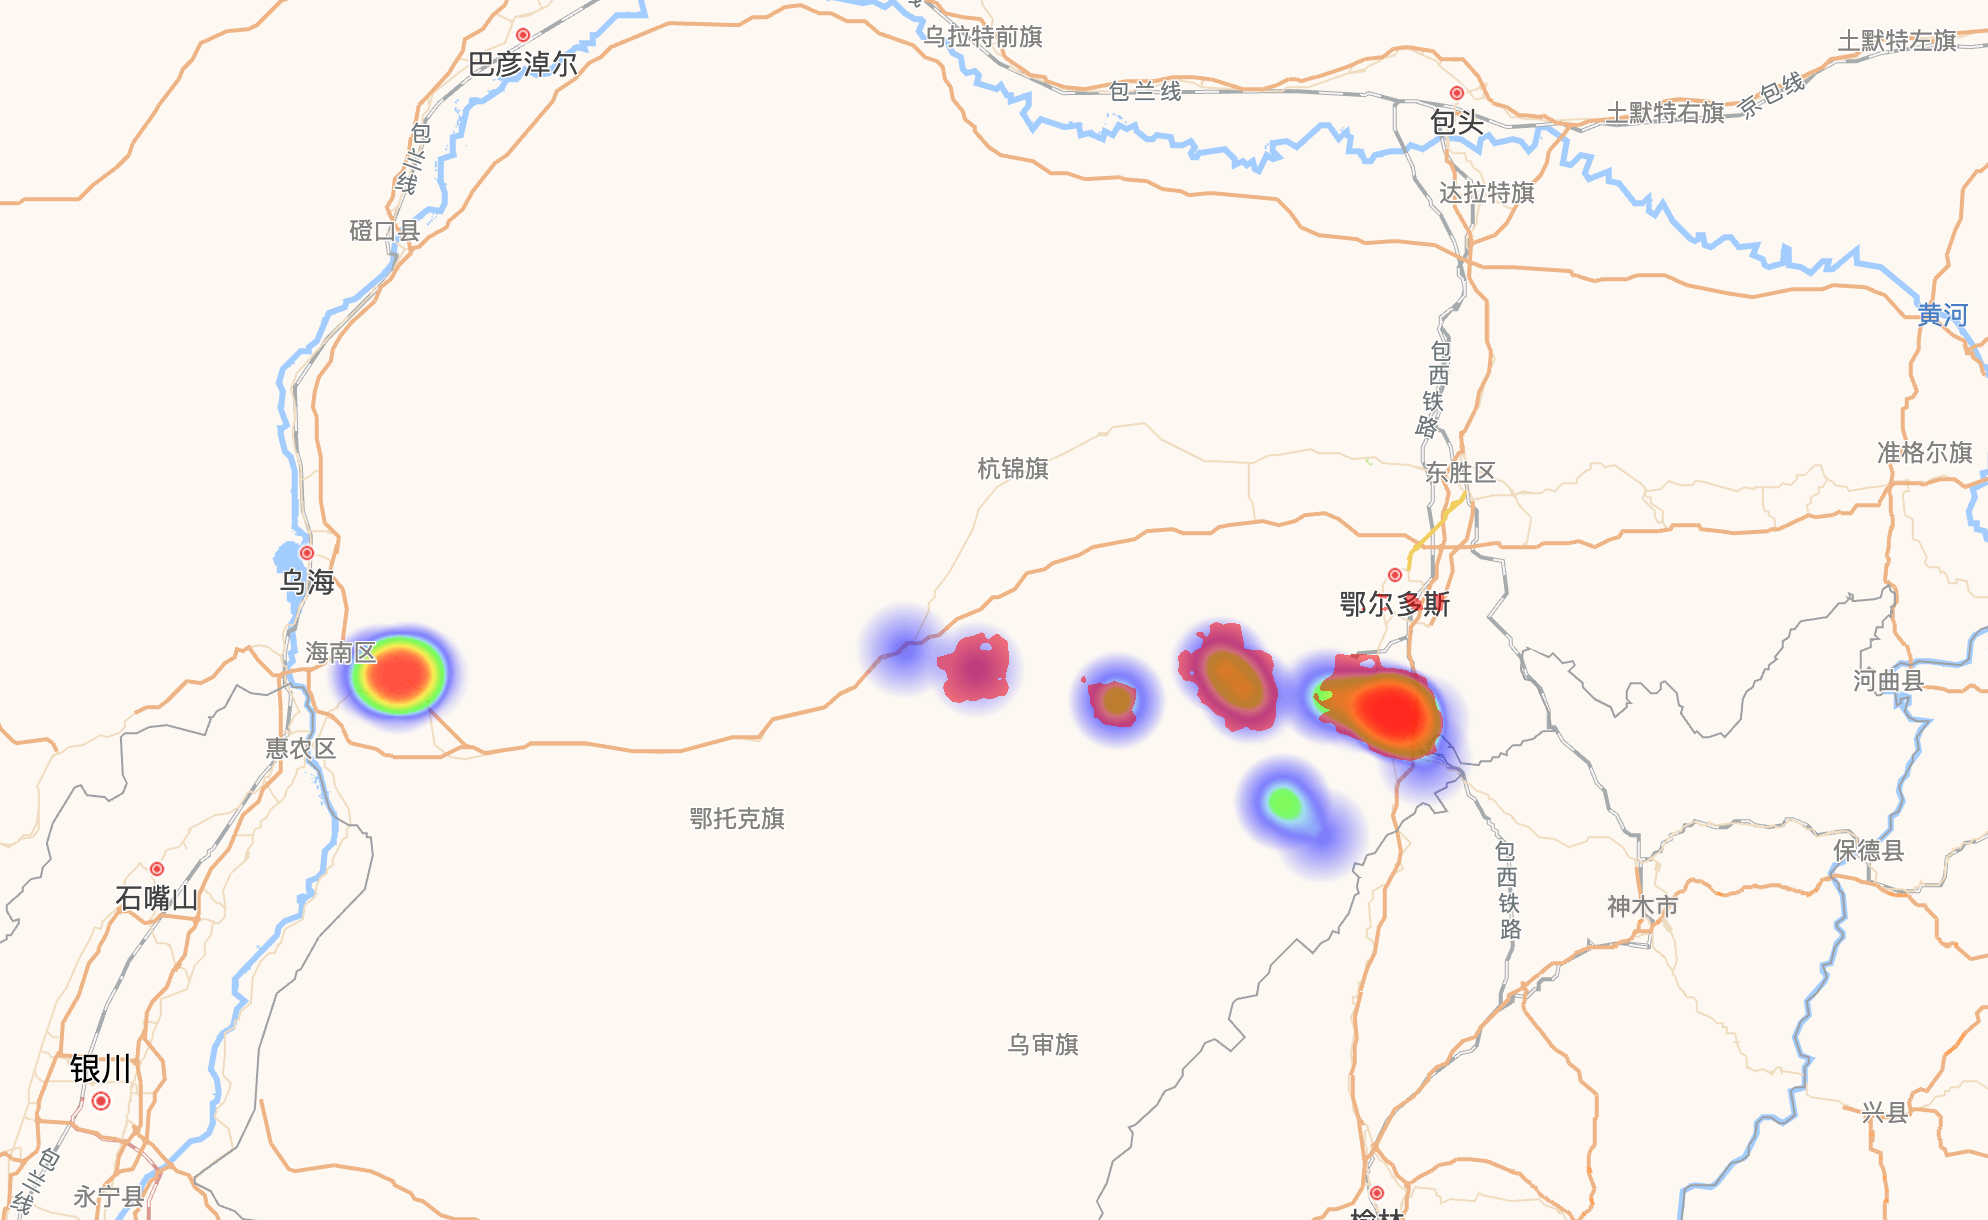 乌拉特前旗
土默特左旗
巴彦淖尔
包兰线
京包线
土默特右旗
包头
包兰线
达拉特旗
磴口县
黄河
包西铁路
准格尔旗
杭锦旗
东胜区
乌海
鄂尔多斯
海南区
河曲县
惠农区
鄂托克旗
保德县
包西铁路
石嘴山
神木市
乌审旗
银川
兴县
包兰线
永宁县
榆林